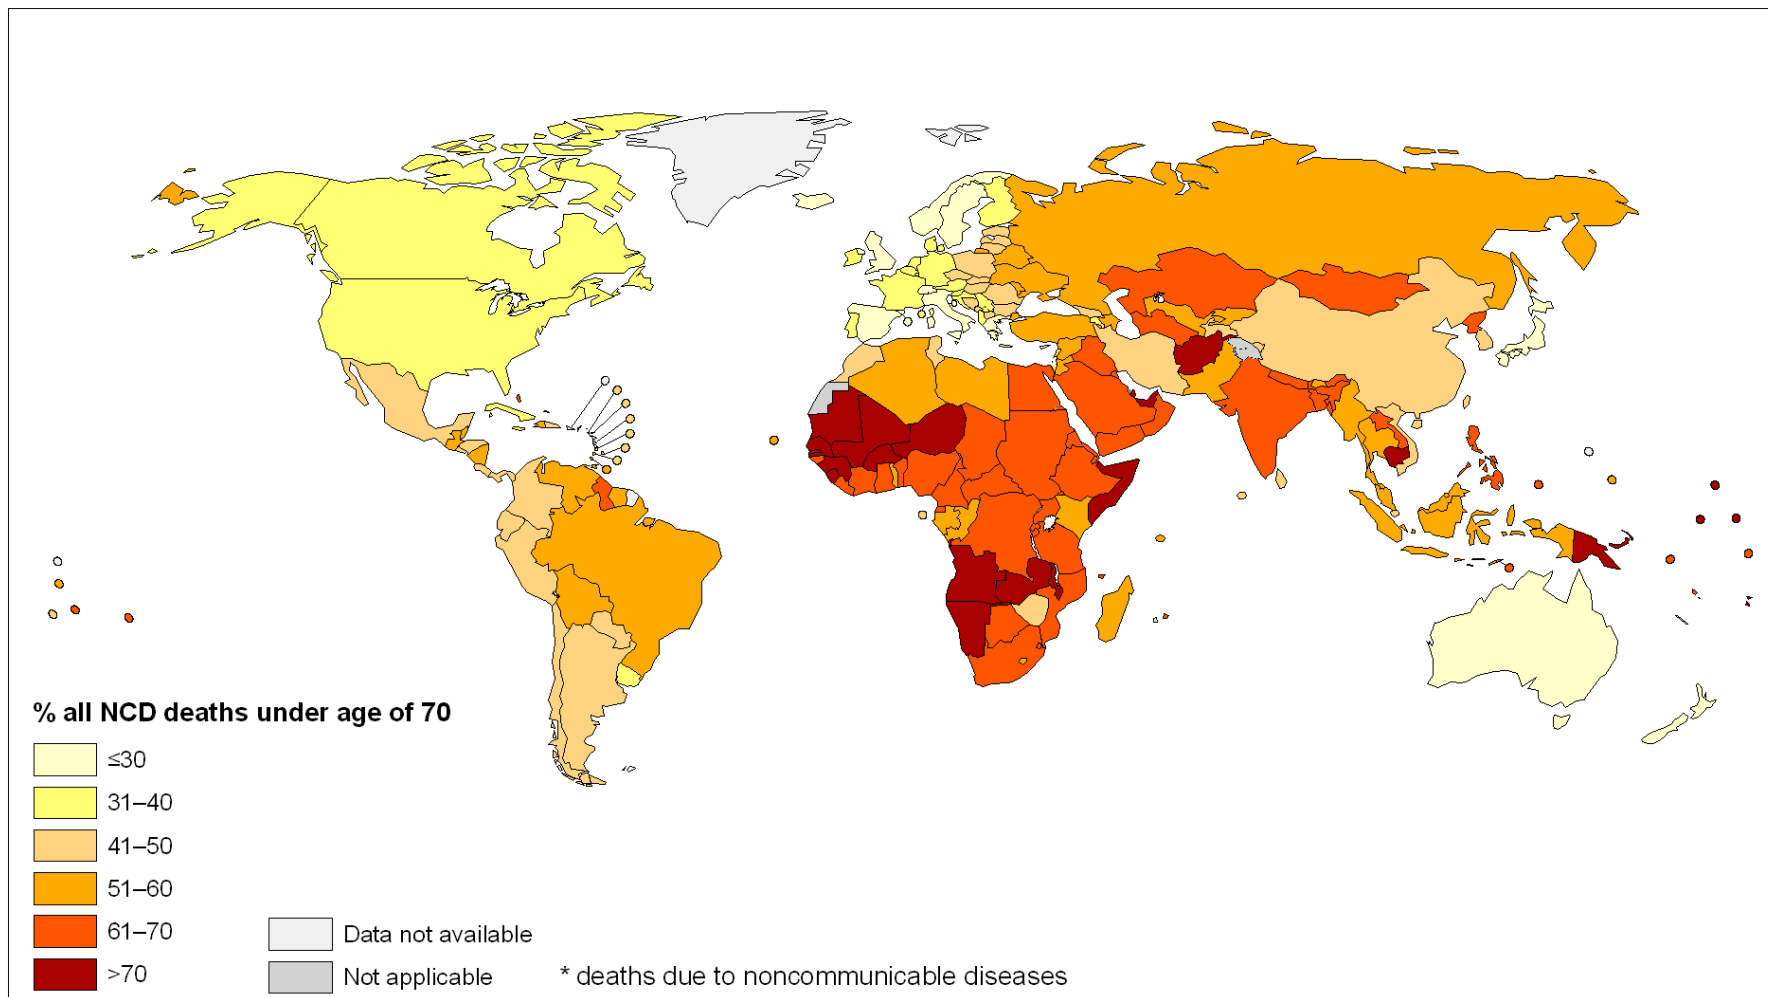 % all NCD deaths under age of 70
≤30
31–40
41–50
51–60
61–70
>70
Data not available
Not applicable
* deaths due to noncommunicable diseases